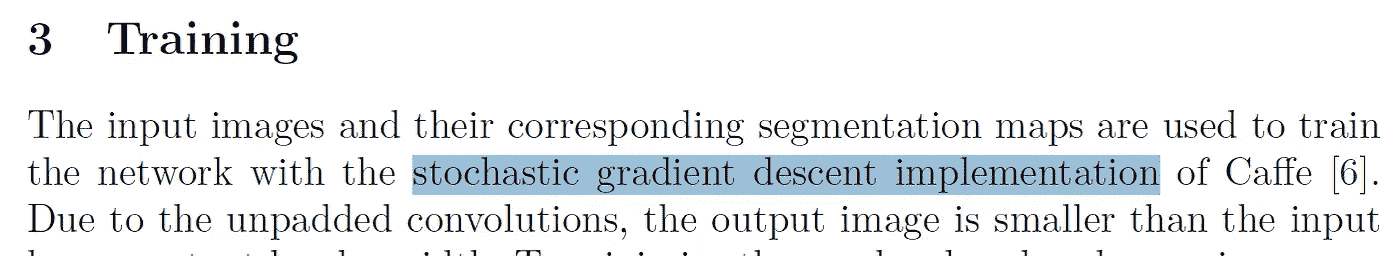 3 Training
The input images and their corresponding segmentation maps are used to train
the network with the stochastic gradient descent implementation of Caffe [6].
Due to the unpadded convolutions, the output image is smaller than the input